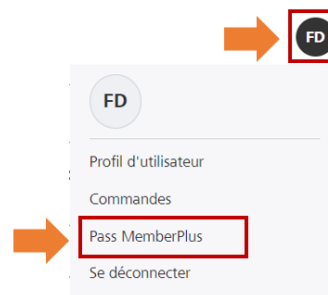 FD
FD
Profil d'utilisateur
Commandes
Pass MemberPlus
Se déconnecter